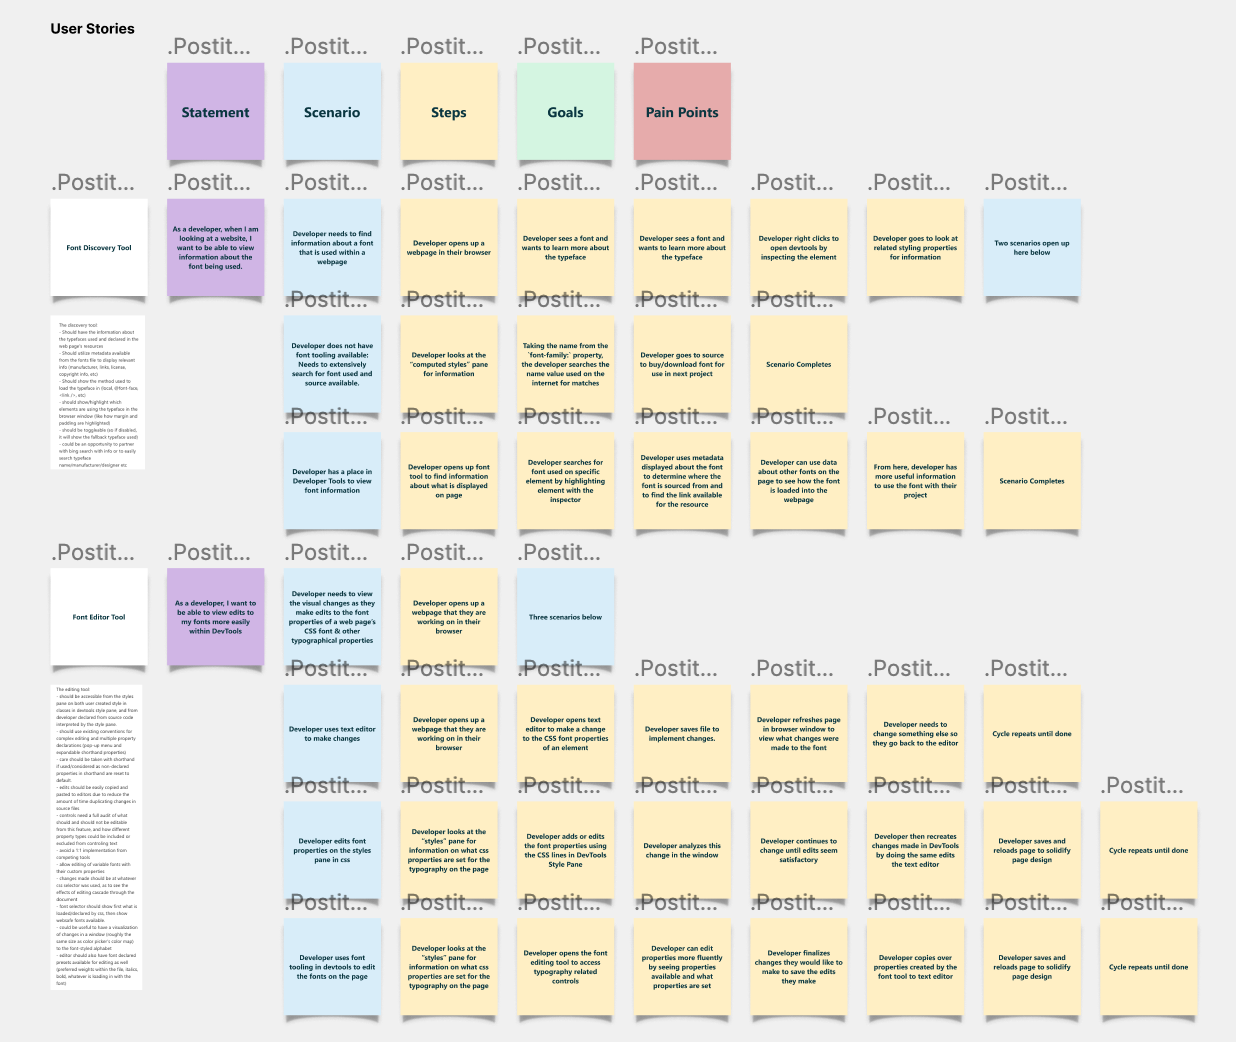 User Stories
.Postit...
.Postit...
.Postit...
.Postit...
.Postit...
Statement
Scenario
Steps
Goals
Pain Points
.Postit...
.Postit...
.Postit...
.Postit...
.Postit...
.Postit...
.Postit...
.Postit...
.Postit...
Font Discovery Tool
As a developer, when I am
looking at a website, I
want to be able to view
information about the
font being used.
Developer needs to find
information about a font
that is used within a
webpage
Developer opens up a
webpage in their browser
Developer sees a font and
wants to learn more about
the typeface
Developer sees a font and
wants to learn more about
the typeface
Developer right clicks to
open devtools by
inspecting the element
Developer goes to look at
related styling properties
for information
Two scenarios open up
here below
The discovery tool
- Should have the information about
the typefaces used and declared in the
web page's resources
- Should utilize metadata available
from the fonts file to display relevant
info (manufacturer, links, license,
copyright info, etc)
- Should show the method used to
load the typeface in (local, @font-face,
<link />, etc)
- should show/highlight which
elements are using the typeface in the
browser window (like how margin and
padding are highlighted)
- should be toggleable (so if disabled,
it will show the fallback typeface used)
- could be an opportunity to partner
with bing search with info or to easily
search typeface
name/manufacturer/designer etc
.Postit...
.Postit...
.Postit...
.Postit...
.Postit...
Developer does not have
font tooling available:
Needs to extensively
search for font used and
source available.
Developer looks at the
"computed styles" pane
for information
Taking the name from the
`font-family:` property,
the developer searches the
name value used on the
internet for matches
Developer goes to source
to buy/download font for
use in next project
Scenario Completes
.Postit...
.Postit...
.Postit...
.Postit...
.Postit...
.Postit...
.Postit...
Developer has a place in
Developer Tools to view
font information
Developer opens up font
tool to find information
about what is displayed
on page
Developer searches for
font used on specific
element by highlighting
element with the
inspector
Developer uses metadata
displayed about the font
to determine where the
font is sourced from and
to find the link available
for the resource
Developer can use data
about other fonts on the
page to see how the font
is loaded into the
webpage
From here, developer has
more useful information
to use the font with their
project
Scenario Completes
.Postit...
.Postit...
.Postit...
.Postit...
.Postit...
Font Editor Tool
As a developer, I want to
be able to view edits to
my fonts more easily
within DevTools
Developer needs to view
the visual changes as they
make edits to the font
properties of a web page's
CSS font & other
typographical properties
Developer opens up a
webpage that they are
working on in their
browser
Three scenarios below
The editing tool
- should be accessible from the styles
pane on both user created style in
classes in devtools style pane, and from
developer declared from source code
interpreted by the style pane.
- should use existing conventions for
complex editing and multiple property
declarations (pop-up menu and
expandable shorthand properties)
- care should be taken with shorthand
if used/considered as non-declared
properties in shorthand are reset to
default.
- edits should be easily copied and
pasted to editors due to reduce the
amount of time duplicating changes in
source files
- controls need a full audit of what
should and should not be editable
from this feature, and how different
property types could be included or
excluded from controling text
- avoid a 1:1 implementation from
competing tools
- allow editing of variable fonts with
their custom properties
- changes made should be at whatever
css selector was used, as to see the
effects of editing cascade through the
document
- font selector should show first what is
loaded/declared by css, then show
websafe fonts available.
- could be useful to have a visualization
of changes in a window (roughly the
same size as color picker's color map)
to the font-styled alphabet
- editor should also have font declared
presets available for editing as well
(preferred weights within the file, italics,
bold, whatever is loading in with the
font)
.Postit...
.Postit...
.Postit...
.Postit...
.Postit...
.Postit...
.Postit...
Developer uses text editor
to make changes
Developer opens up a
webpage that they are
working on in their
browser
Developer opens text
editor to make a change
to the CSS font properties
of an element
Developer saves file to
implement changes.
Developer refreshes page
in browser window to
view what changes were
made to the font
Developer needs to
change something else so
they go back to the editor
Cycle repeats until done
.Postit...
.Postit...
.Postit...
.Postit...
.Postit...
.Postit...
.Postit...
.Postit...
Developer edits font
properties on the styles
pane in css
Developer looks at the
"styles" pane for
information on what css
properties are set for the
typography on the page
Developer adds or edits
the font properties using
the CSS lines in DevTools
Style Pane
Developer analyzes this
change in the window
Developer continues to
change until edits seem
satisfactory
Developer then recreates
changes made in DevTools
by doing the same edits
the text editor
Developer saves and
reloads page to solidify
page design
Cycle repeats until done
.Postit...
.Postit...
.Postit...
.Postit...
.Postit...
.Postit...
.Postit...
.Postit...
Developer uses font
tooling in devtools to edit
the fonts on the page
Developer looks at the
"styles" pane for
information on what css
properties are set for the
typography on the page
Developer opens the font
editing tool to access
typography related
controls
Developer can edit
properties more fluently
by seeing properties
available and what
properties are set
Developer finalizes
changes they would like to
make to save the edits
they make
Developer copies over
properties created by the
font tool to text editor
Developer saves and
reloads page to solidify
page design
Cycle repeats until done